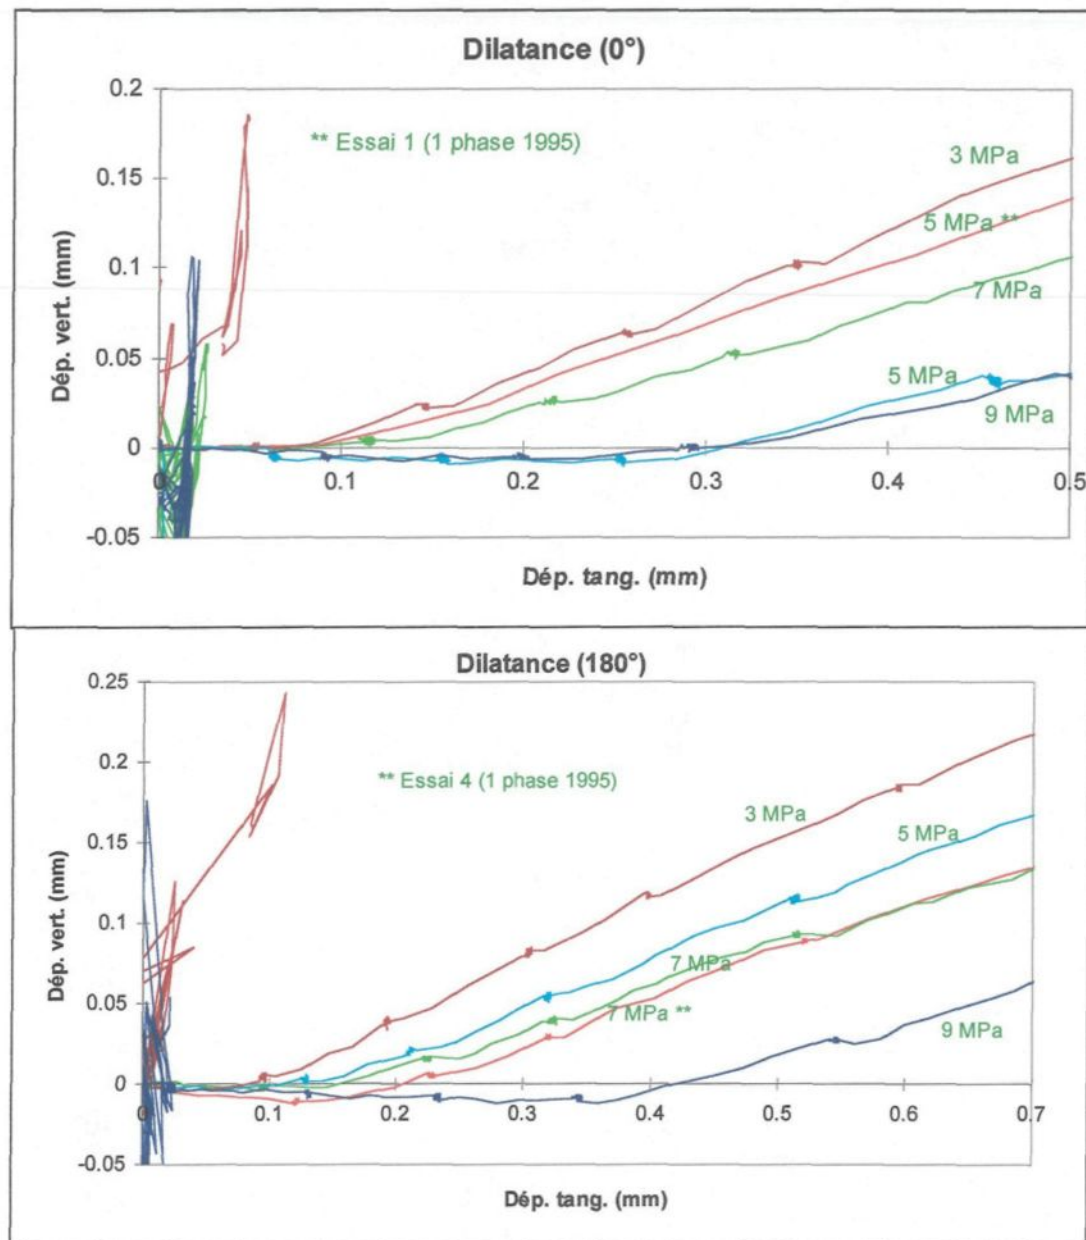 Dilatance (0°)
0.2
** Essai 1 (1 phase 1995)
3 MPa
0.15
5 MPa **
0.1
7 MPa
0.05
5 MPa
9 MPa
0
0 0.1 0.2 0.3 0.4 0.5
-0.05
Dép. vert. (mm)
Dép. tang. (mm)
Dilatance (180°)
0.25
** Essai 4 (1 phase 1995)
0.2
3 MPa
5 MPa
0.15
0.1
7 MPa
0.05
7 MPa **
9 MPa
0
0 0.1 0.2 0.3 0.4 0.5 0.6 0.7
-0.05
Dép. vert. (mm)
Dép. tang. (mm)